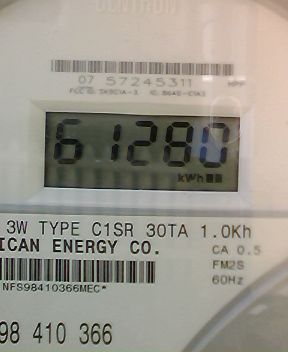 CENTRON
07 57245311
61280
kWh
3W TYPE C1SR 30TA 1.0Kh
ICAN ENERGY CO. CA 0.5
FM2S
NFS98410366MEC* 60Hz
98 410 366